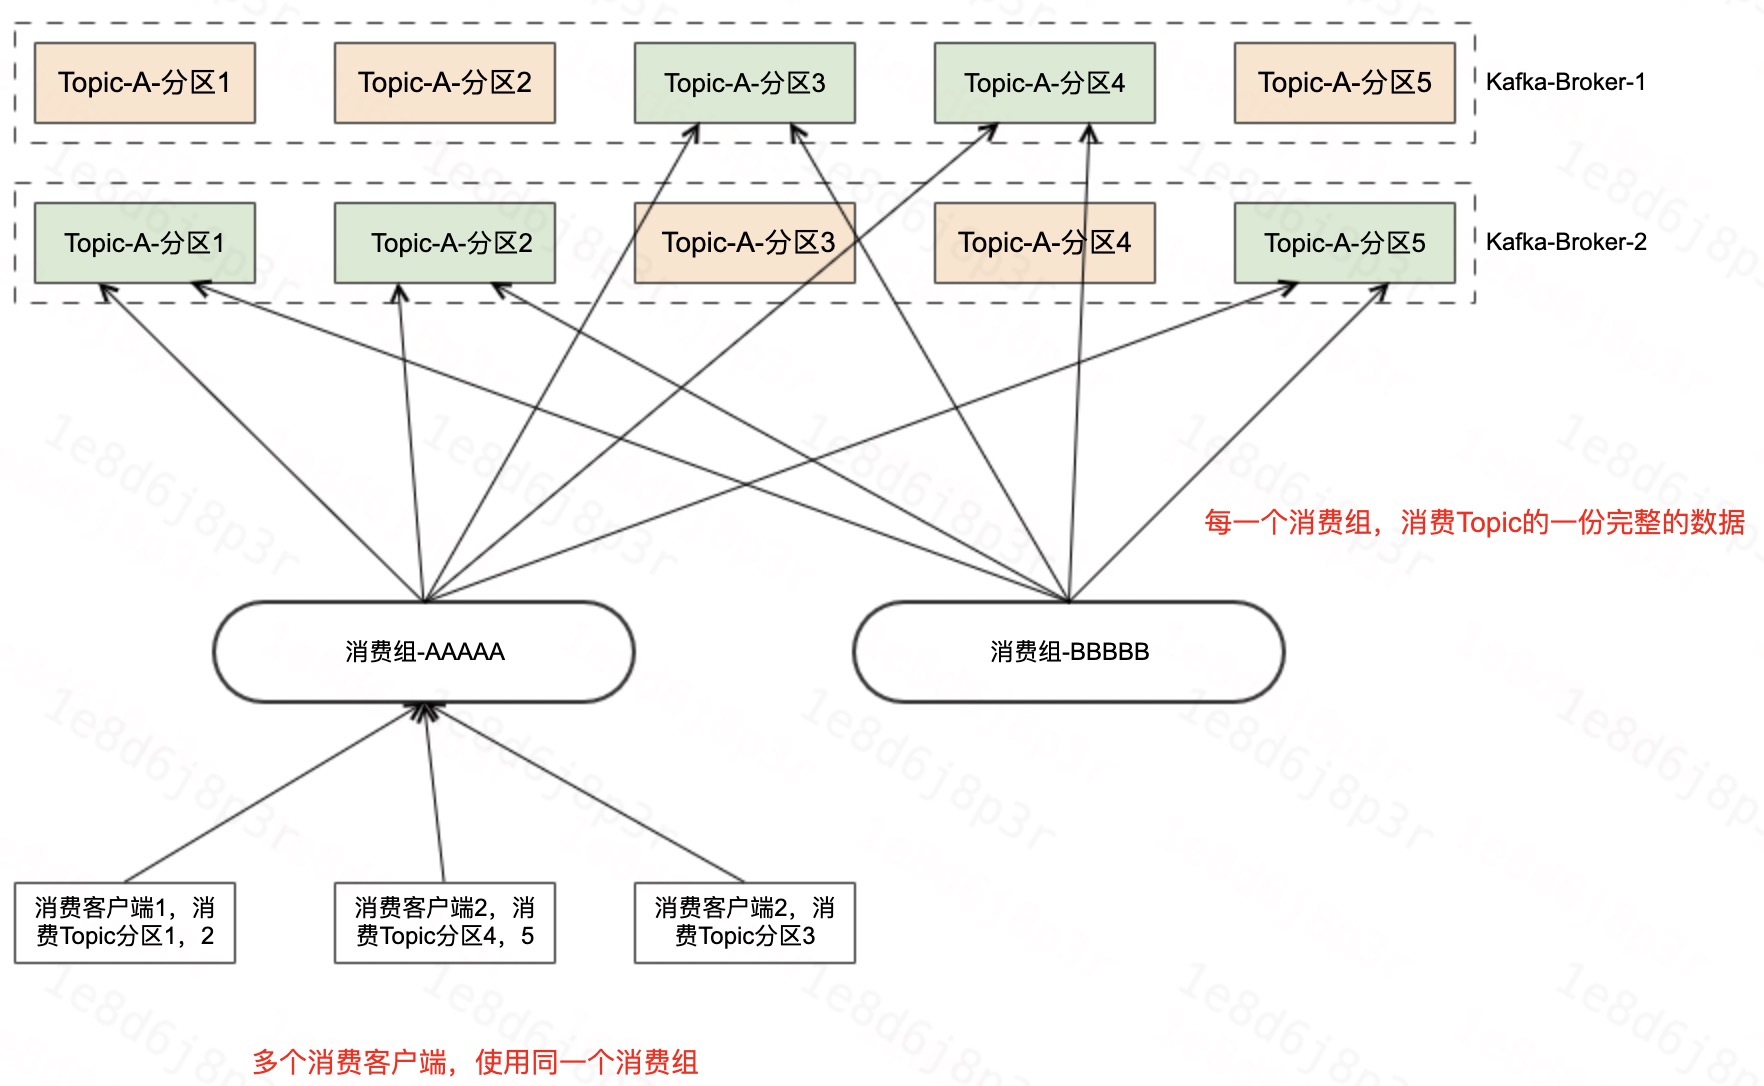 Topic-A-分区1
Topic-A-分区2
Topic-A-分区3
Topic-A-分区4
Topic-A-分区5
Kafka-Broker-1
Topic-A-分区1
Topic-A-分区2
Topic-A-分区3
Topic-A-分区4
Topic-A-分区5
Kafka-Broker-2
每一个消费组，消费Topic的一份完整的数据
消费组-AAAAA
消费组-BBBBB
消费客户端1，消
费Topic分区1，2
消费客户端2，消
费Topic分区4，5
消费客户端2，消
费Topic分区3
多个消费客户端，使用同一个消费组
1e8d6j8p3r